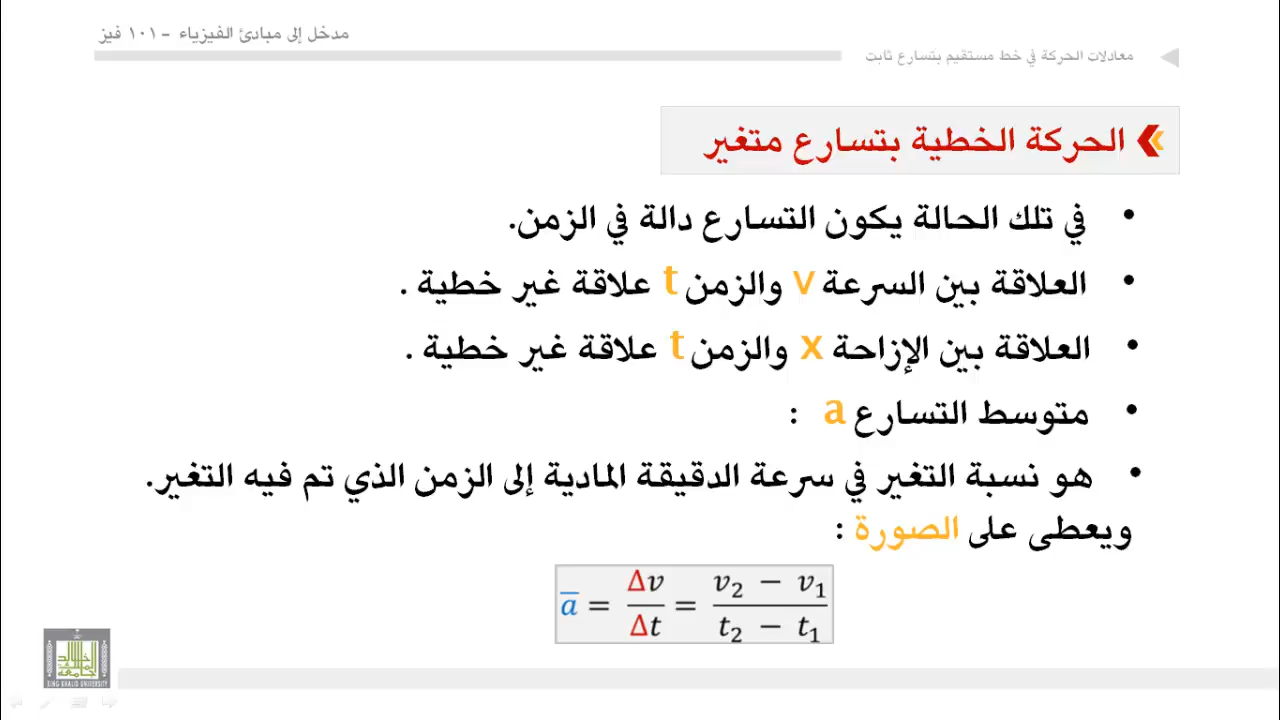 مدخل إلى مبادئ الفيزياء - ١٠١ فيز
معادلات الحركة في خط مستقيم بتسارع ثابت
الحركة الخطية بتسارع متغير
• في تلك الحالة يكون التسارع دالة في الزمن.
• العلاقة بين السرعة v والزمن t علاقة غير خطية .
• العلاقة بين الإزاحة x والزمن t علاقة غير خطية .
• متوسط التسارع a :
• هو نسبة التغير في سرعة الدقيقة المادية إلى الزمن الذي تم فيه التغير.
ويعطى على الصورة :
a̅ = Δv/Δt = (v₂ − v₁)/(t₂ − t₁)
KING KHALID UNIVERSITY